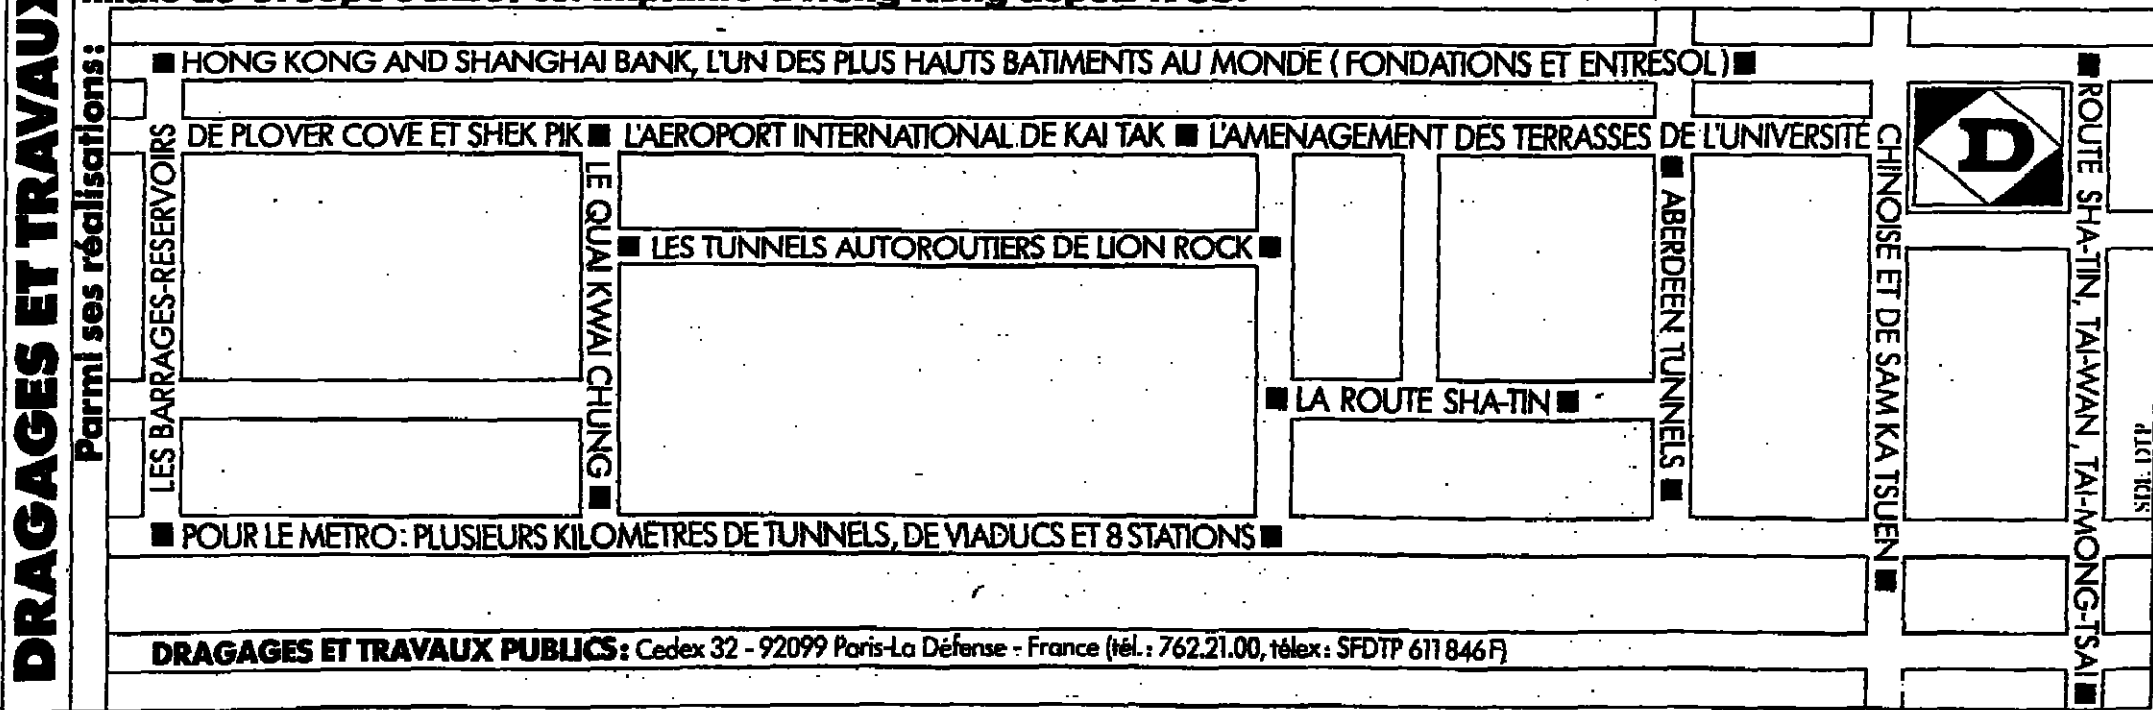 DRAGAGES ET TRAVAUX
Parmi ses réalisations:
■ HONG KONG AND SHANGHAI BANK, L'UN DES PLUS HAUTS BATIMENTS AU MONDE (FONDATIONS ET ENTRESOL) ■
LES BARRAGES-RESERVOIRS
DE PLOVER COVE ET SHEK PIK ■ L'AEROPORT INTERNATIONAL DE KAI TAK ■ L'AMENAGEMENT DES TERRASSES DE L'UNIVERSITÉ
CHINOISE ET DE SAM KA TSUEN ■
LE QUAI KWAI CHUNG ■
■ LES TUNNELS AUTOROUTIERS DE LION ROCK ■
■ ABERDEEN TUNNELS ■
D
■ ROUTE SHA-TIN, TAI-WAN, TAI-MONG-TSAI ■
■ LA ROUTE SHA-TIN ■
■ POUR LE METRO: PLUSIEURS KILOMETRES DE TUNNELS, DE VIADUCS ET 8 STATIONS ■
DRAGAGES ET TRAVAUX PUBLICS: Cedex 32 - 92099 Paris-La Défense - France (tél.: 762.21.00, télex: SFDTP 611 846 F)